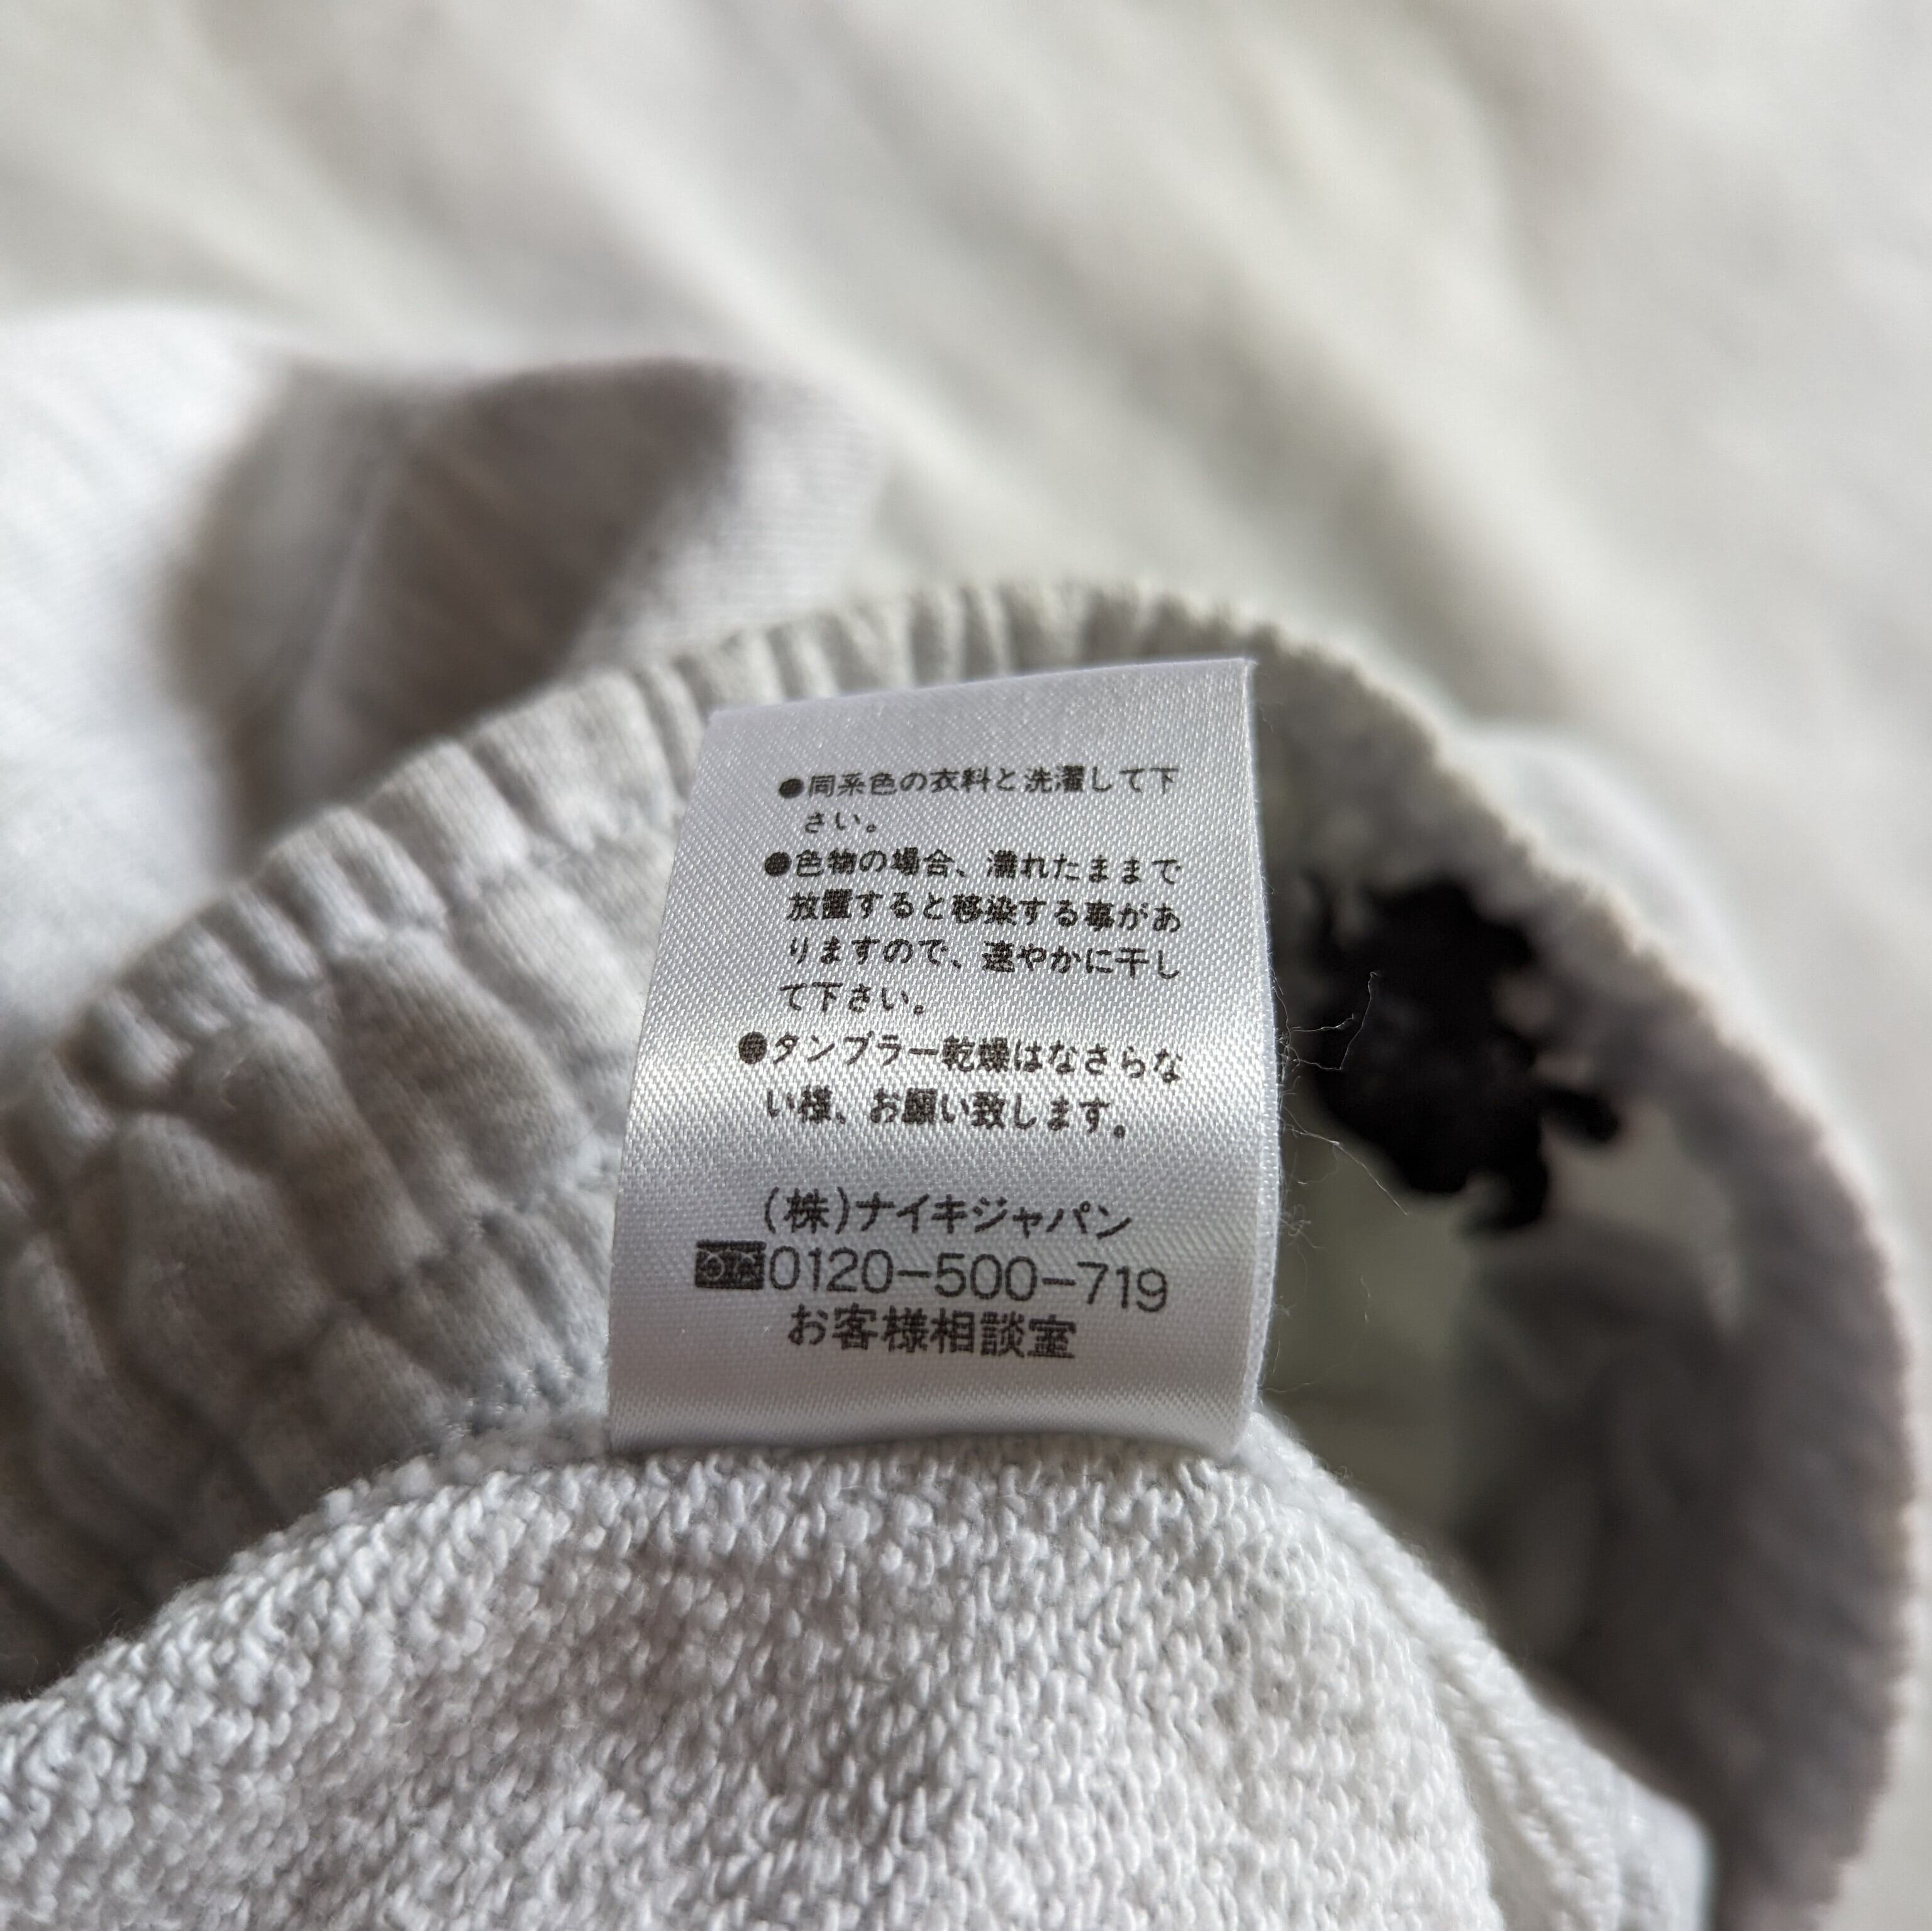 ●同系色の衣料と洗濯して下
さい。
●色物の場合、濡れたままで
放置すると移染する事があ
りますので、速やかに干し
て下さい。
●タンブラー乾燥はなさらな
い様、お願い致します。
(株)ナイキジャパン
0120-500-719
お客様相談室